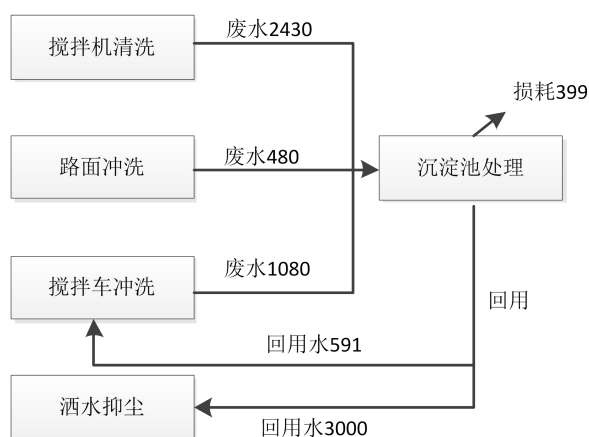 搅拌机清洗
废水2430
损耗399
路面冲洗
废水480
沉淀池处理
搅拌车冲洗
废水1080
回用
回用水591
洒水抑尘
回用水3000